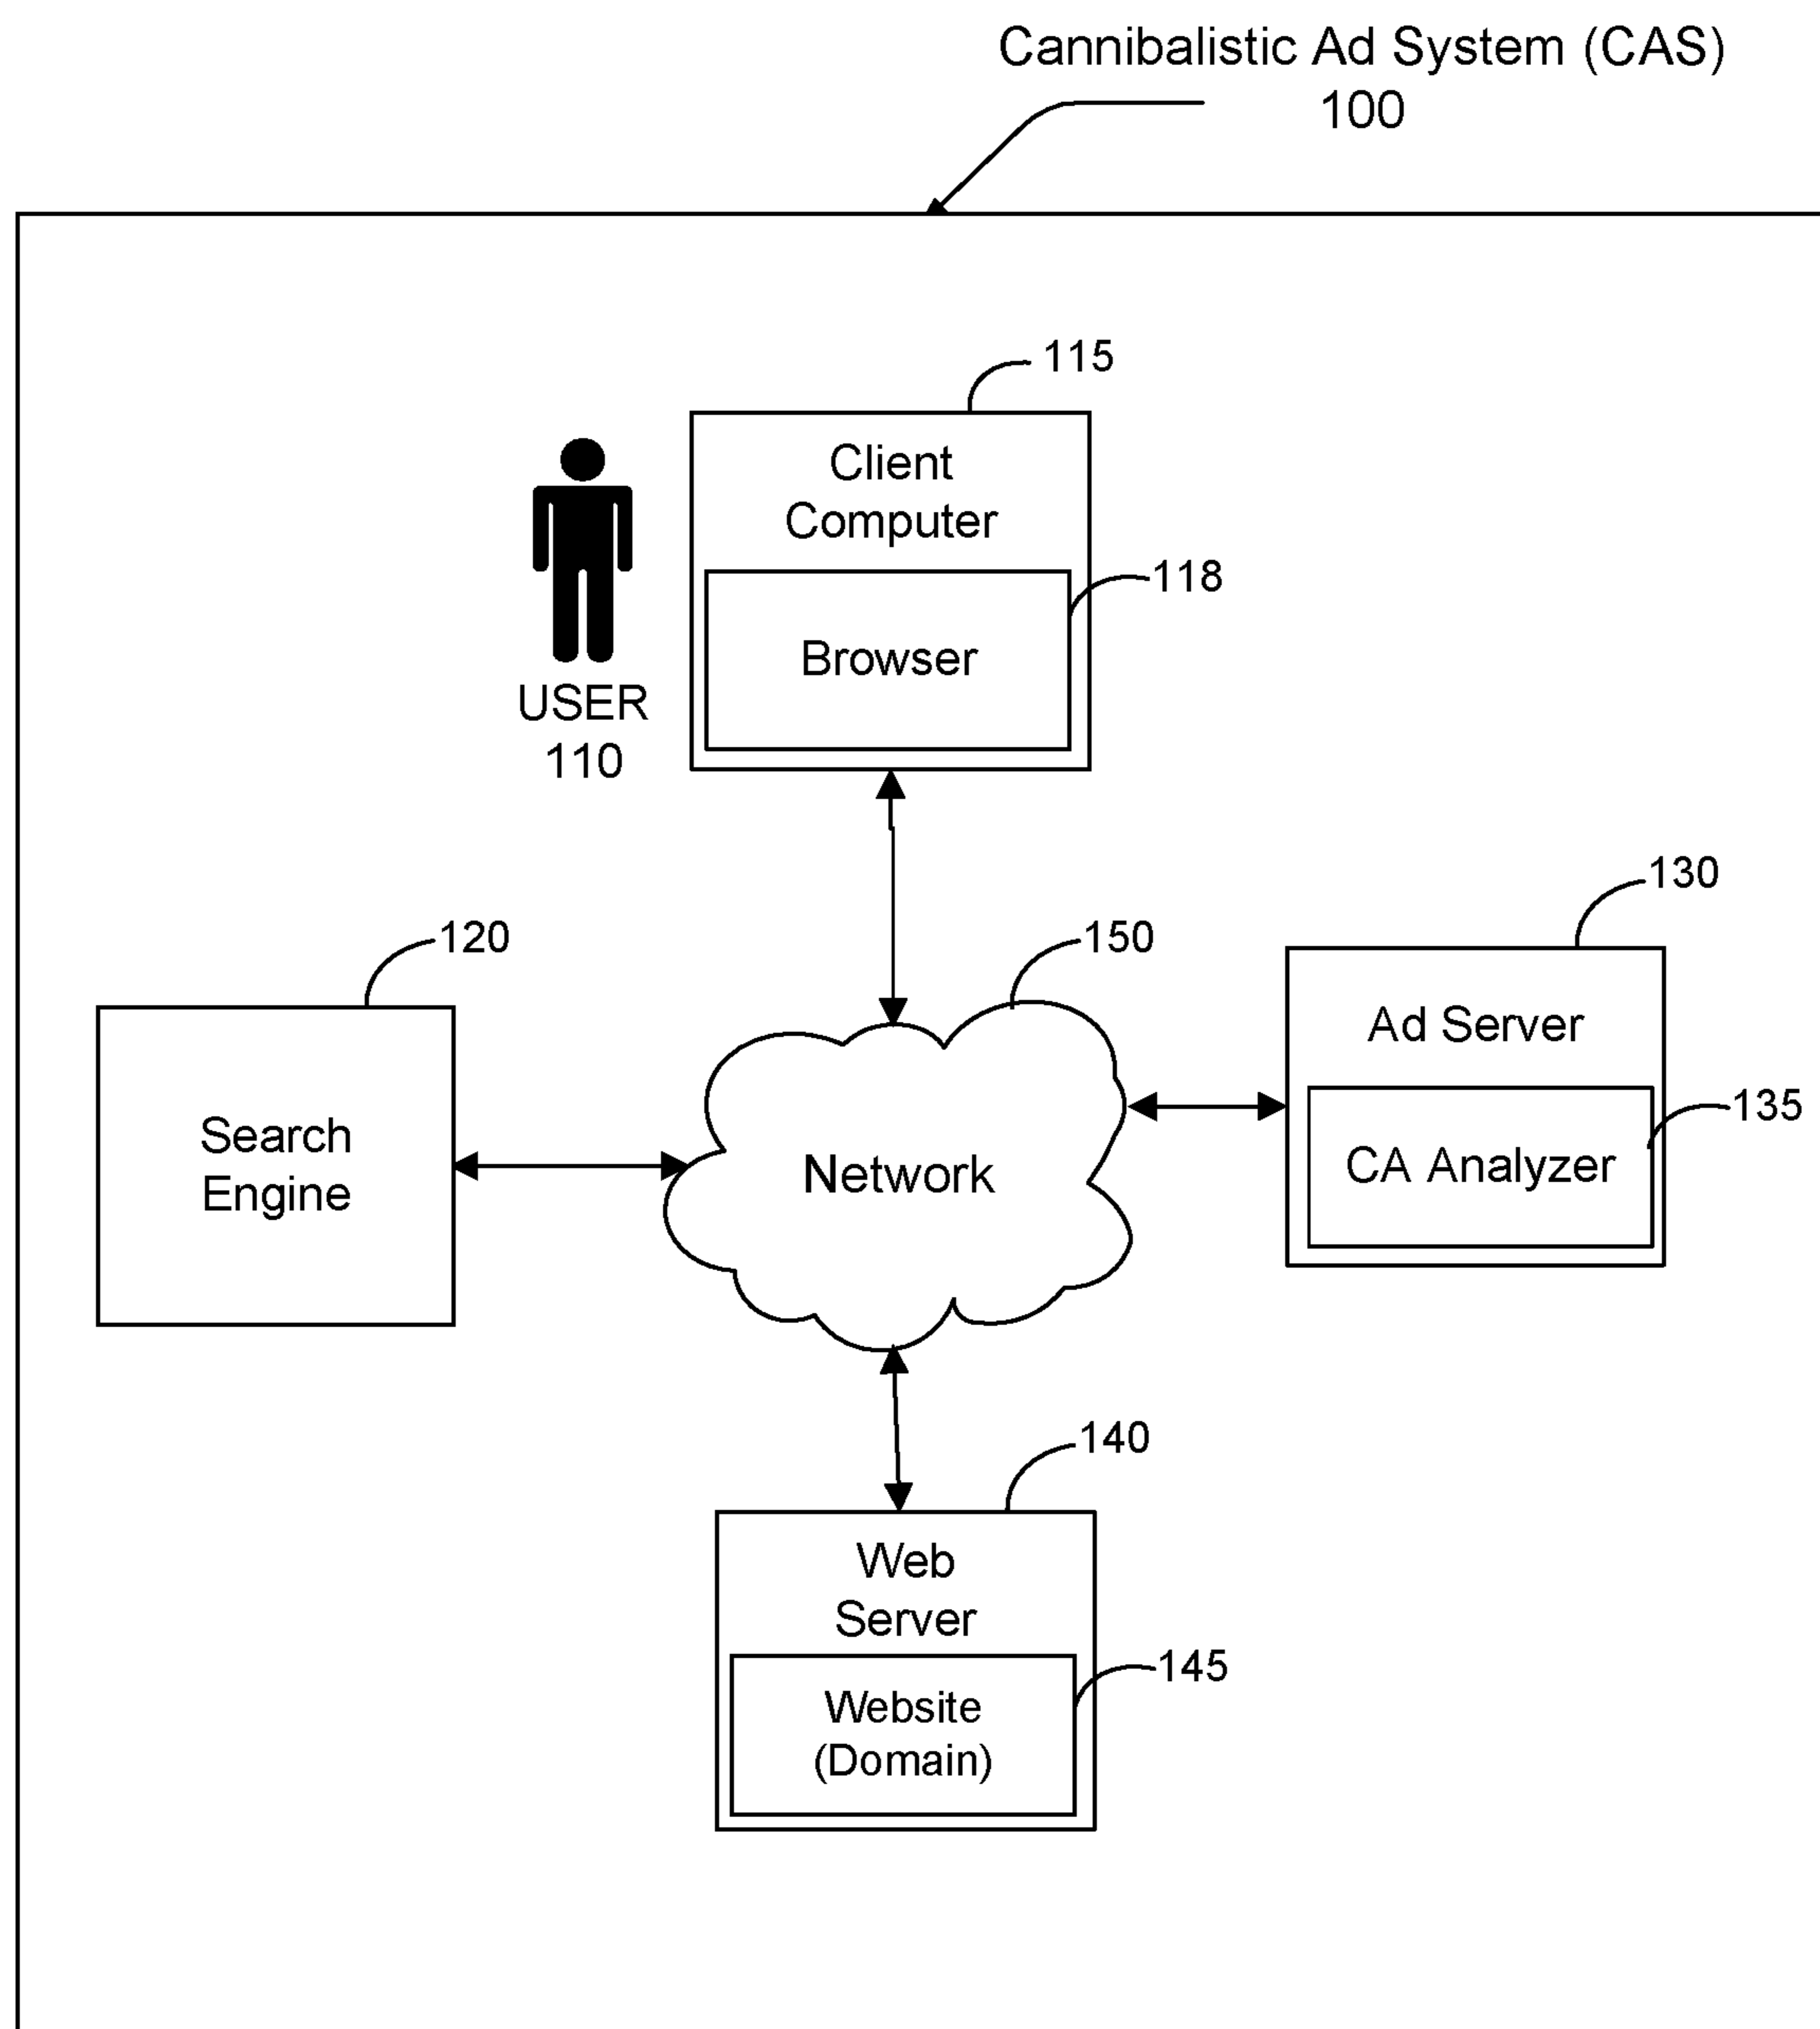 Cannibalistic Ad System (CAS)
100
115
Client
Computer
118
Browser
USER
110
130
120
150
Ad Server
135
CA Analyzer
Search
Engine
Network
140
Web
Server
145
Website
(Domain)